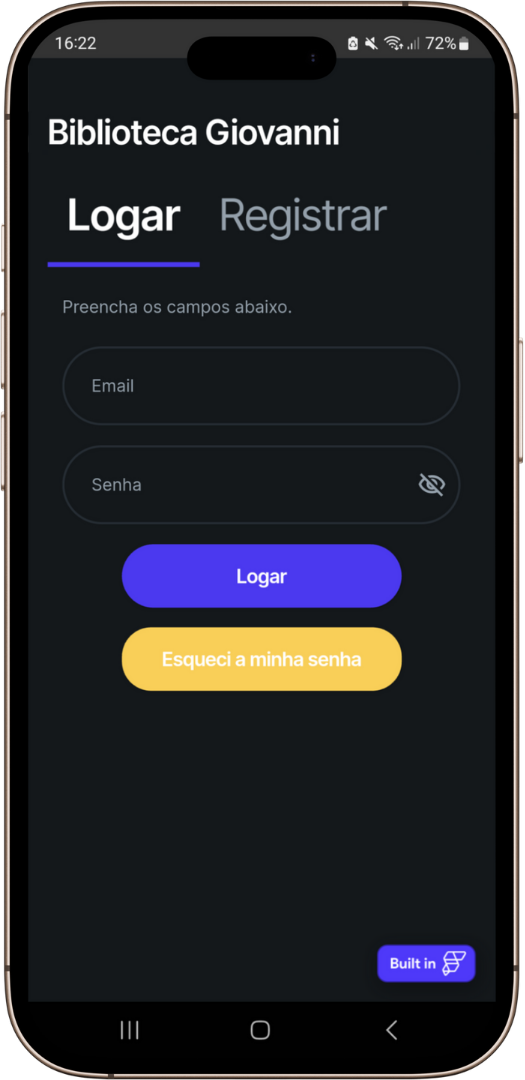 16:22 72%
Biblioteca Giovanni
Logar Registrar
Preencha os campos abaixo.
Email
Senha
Logar
Esqueci a minha senha
Built in